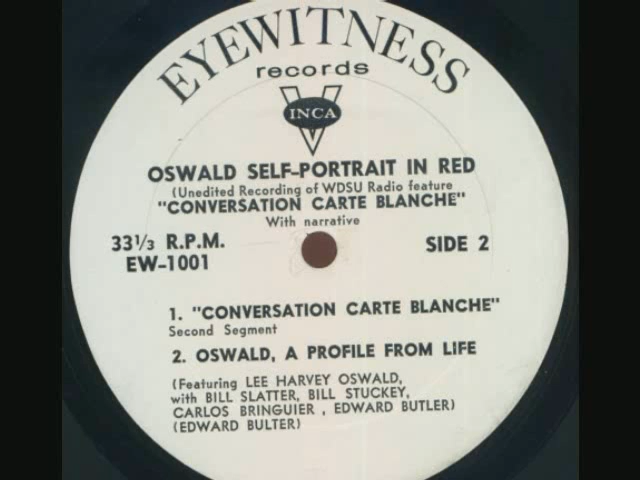 EYEWITNESS
records
INCA
OSWALD SELF-PORTRAIT IN RED
(Unedited Recording of WDSU Radio feature
"CONVERSATION CARTE BLANCHE"
With narrative
33 1/3 R.P.M.
SIDE 2
EW-1001
1. "CONVERSATION CARTE BLANCHE"
Second Segment
2. OSWALD, A PROFILE FROM LIFE
(Featuring LEE HARVEY OSWALD,
with BILL SLATTER, BILL STUCKEY,
CARLOS BRINGUIER , EDWARD BUTLER)
(EDWARD BULTER)